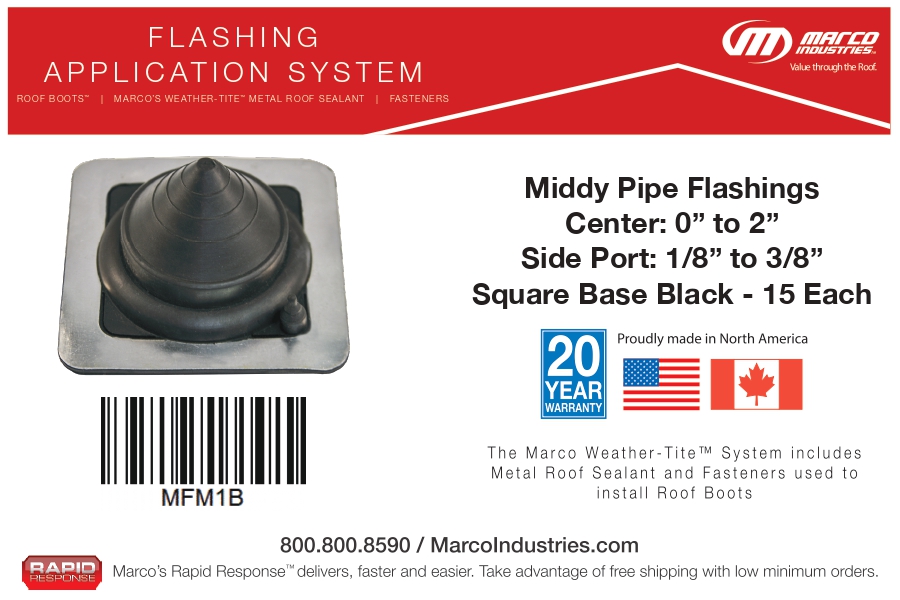 FLASHING
APPLICATION SYSTEM
ROOF BOOTS™ | MARCO'S WEATHER-TITE™ METAL ROOF SEALANT | FASTENERS
MARCO
INDUSTRIES™
Value through the Roof.
Middy Pipe Flashings
Center: 0” to 2”
Side Port: 1/8” to 3/8”
Square Base Black - 15 Each
20
YEAR
WARRANTY
Proudly made in North America
MFM1B
The Marco Weather-Tite™ System includes
Metal Roof Sealant and Fasteners used to
install Roof Boots
800.800.8590 / MarcoIndustries.com
RAPID
RESPONSE
Marco’s Rapid Response™ delivers, faster and easier. Take advantage of free shipping with low minimum orders.